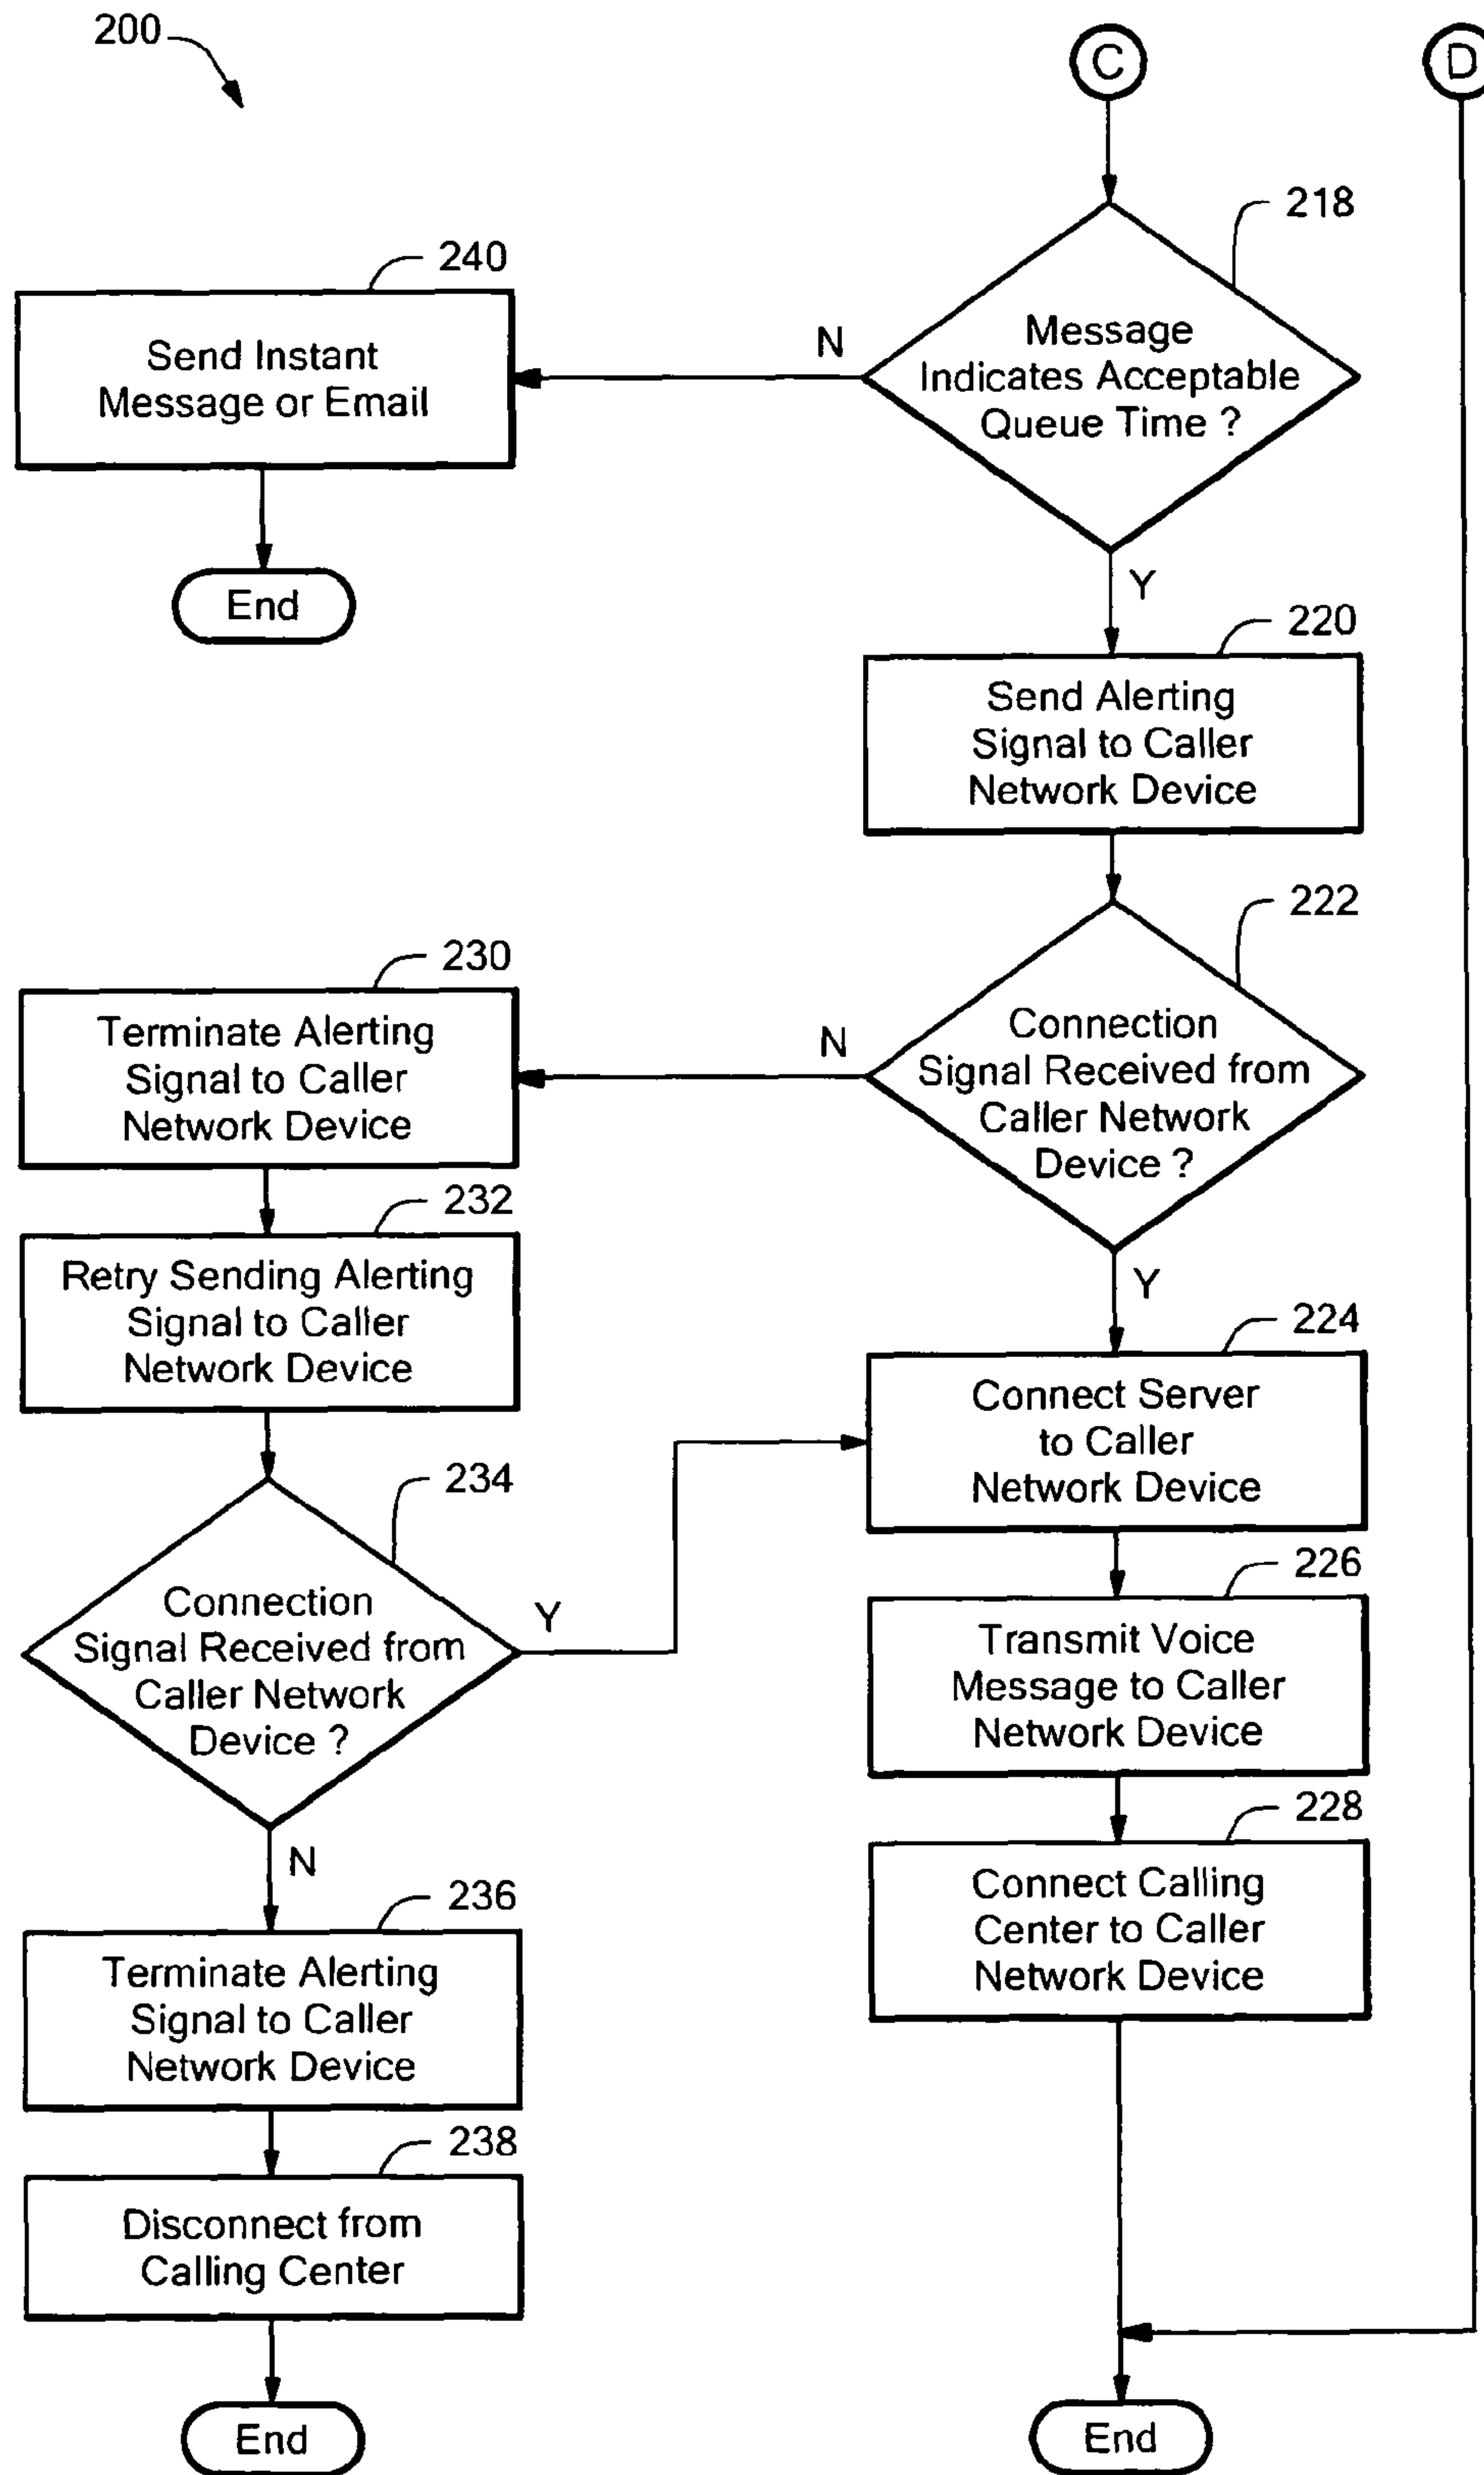 200
C
D
218
Message
Indicates Acceptable
Queue Time ?
N
Y
240
Send Instant
Message or Email
End
220
Send Alerting
Signal to Caller
Network Device
222
Connection
Signal Received from
Caller Network
Device ?
N
Y
230
Terminate Alerting
Signal to Caller
Network Device
232
Retry Sending Alerting
Signal to Caller
Network Device
234
Connection
Signal Received from
Caller Network
Device ?
Y
N
224
Connect Server
to Caller
Network Device
226
Transmit Voice
Message to Caller
Network Device
228
Connect Calling
Center to Caller
Network Device
236
Terminate Alerting
Signal to Caller
Network Device
238
Disconnect from
Calling Center
End
End